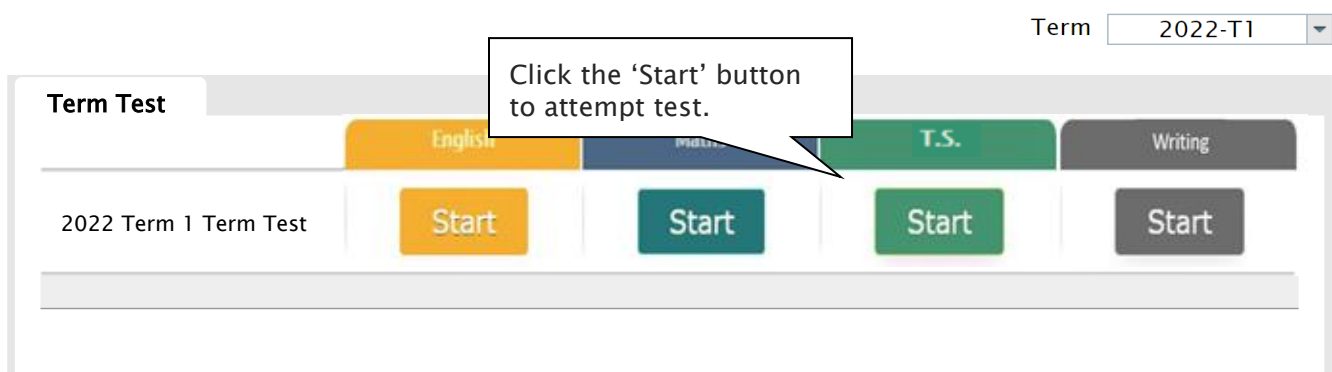 Term 2022-T1
Click the ‘Start’ button
to attempt test.
Term Test
English Maths T.S. Writing
2022 Term 1 Term Test Start Start Start Start